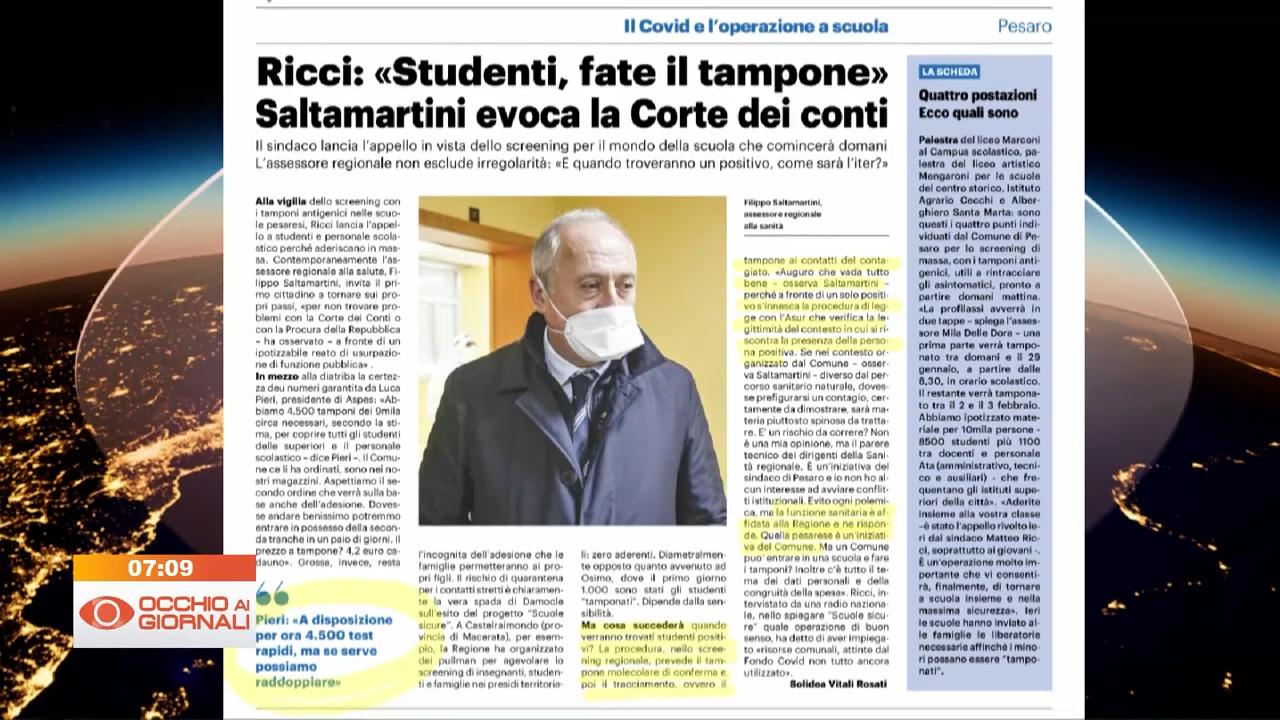 Il Covid e l'operazione a scuola
Pesaro
Ricci: «Studenti, fate il tampone»
Saltamartini evoca la Corte dei conti
Il sindaco lancia l'appello in vista dello screening per il mondo della scuola che comincerà domani
L'assessore regionale non esclude irregolarità: «E quando troveranno un positivo, come sarà l'iter?»
Alla vigilia dello screening con
i tamponi antigenici nelle scuo-
le pesaresi, Ricci lancia l'appel-
lo a studenti e personale scola-
stico perché aderiscano in mas-
sa. Contemporaneamente l'as-
sessore regionale alla salute, Fi-
lippo Saltamartini, invita il pri-
mo cittadino a tornare sui pro-
pri passi, «per non trovare pro-
blemi con la Corte dei Conti o
con la Procura della Repubblica
– ha osservato – a fronte di un
ipotizzabile reato di usurpazio-
ne di funzione pubblica» .
In mezzo alla diatriba la certez-
za deu numeri garantita da Luca
Pieri, presidente di Aspes: «Ab-
biamo 4.500 tamponi dei 9mila
circa necessari, secondo la sti-
ma, per coprire tutti gli studenti
delle superiori e il personale
scolastico – dice Pieri –. Il Comu-
ne ce li ha ordinati, sono nei no-
stri magazzini. Aspettiamo il se-
condo ordine che verrà sulla ba-
se anche dell'adesione. Doves-
se andare benissimo potremmo
entrare in possesso della secon-
da tranche in un paio di giorni. Il
prezzo a tampone? 4,2 euro ca-
dauno». Grossa, invece, resta
07:09
OCCHIO AI
GIORNALI
Pieri: «A disposizione
per ora 4.500 test
rapidi, ma se serve
possiamo
raddoppiare»
l'incognita dell'adesione che le
famiglie permetteranno ai pro-
pri figli. Il rischio di quarantena
per i contatti stretti è chiaramen-
te la vera spada di Damocle
sull'esito del progetto "Scuole
sicure". A Castelraimondo (pro-
vincia di Macerata), per esem-
pio, la Regione ha organizzato
dei pullman per agevolare lo
screening di insegnanti, studen-
ti e famiglie nei presidi territoria-
li: zero aderenti. Diametralmen-
te opposto quanto avvenuto ad
Osimo, dove il primo giorno
1.000 sono stati gli studenti
"tamponati". Dipende dalla sen-
sibilità.
Ma cosa succederà quando
verranno trovati studenti positi-
vi? La procedura, nello scree-
ning regionale, prevede il tam-
pone molecolare di conferma e
poi il tracciamento, ovvero il
Filippo Saltamartini,
assessore regionale
alla sanità
tampone ai contatti del conta-
giato. «Auguro che vada tutto
bene – osserva Saltamartini –
perché a fronte di un solo positi-
vo s'innesca la procedura di leg-
ge con l'Asur che verifica la le-
gittimità del contesto in cui si ri-
scontra la presenza della perso-
na positiva. Se nel contesto or-
ganizzato dal Comune – osser-
va Saltamartini – diverso dal per-
corso sanitario naturale, doves-
se prefigurarsi un contagio, cer-
tamente da dimostrare, sarà ma-
teria piuttosto spinosa da tratta-
re. E' un rischio da correre? Non
è una mia opinione, ma il parere
tecnico dei dirigenti della Sani-
tà regionale. È un'iniziativa del
sindaco di Pesaro e io non ho al-
cun interesse ad avviare conflit-
ti istituzionali. Evito ogni polemi-
ca, ma la funzione sanitaria è af-
fidata alla Regione e ne rispon-
de. Quella pesarese è un'iniziati-
va del Comune. Ma un Comune
puo' entrare in una scuola e fare
i tamponi? Inoltre c'è tutto il te-
ma dei dati personali e della
congruità della spesa». Ricci, in-
tervistato da una radio naziona-
le, nello spiegare "Scuole sicu-
re" quale operazione di buon
senso, ha detto di aver impiega-
to «risorse comunali, attinte dal
Fondo Covid non tutto ancora
utilizzato».
Solidea Vitali Rosati
LA SCHEDA
Quattro postazioni
Ecco quali sono
Palestra del liceo Marconi
al Campus scolastico, pa-
lestra del liceo artistico
Mengaroni per le scuole
del centro storico, Istituto
Agrario Cecchi e Alber-
ghiero Santa Marta: sono
questi i quattro punti indi-
viduati dal Comune di Pe-
saro per lo screening di
massa, con i tamponi anti-
genici, utili a rintracciare
gli asintomatici, pronto a
partire domani mattina.
«La profilassi avverrà in
due tappe – spiega l'asses-
sore Mila Delle Dora – una
prima parte verrà tampo-
nato tra domani e il 29
gennaio, a partire dalle
8,30, in orario scolastico.
Il restante verrà tampona-
to tra il 2 e il 3 febbraio.
Abbiamo ipotizzato mate-
riale per 10mila persone -
8500 studenti più 1100
tra docenti e personale
Ata (amministrativo, tecni-
co e ausiliari) - che fre-
quentano gli istituti supe-
riori della città». «Aderite
insieme alla vostra classe
–è stato l'appello rivolto ie-
ri dal sindaco Matteo Ric-
ci, soprattutto ai giovani -.
È un'operazione molto im-
portante che vi consenti-
rà, finalmente, di tornare
a scuola insieme e nella
massima sicurezza». Ieri
le scuole hanno inviato al-
le famiglie le liberatorie
necessarie affinché i mino-
ri possano essere "tampo-
nati".